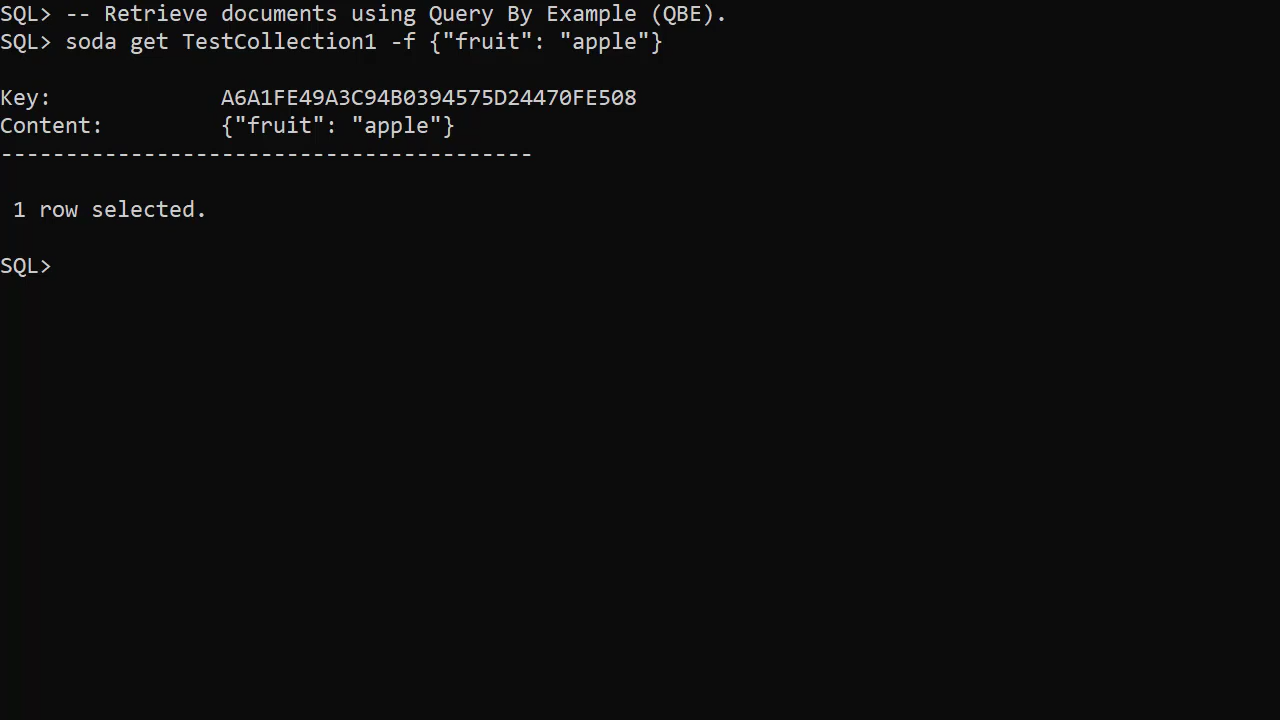 SQL> -- Retrieve documents using Query By Example (QBE).
SQL> soda get TestCollection1 -f {"fruit": "apple"}
Key:             A6A1FE49A3C94B0394575D24470FE508
Content:         {"fruit": "apple"}
-----------------------------------------
 1 row selected.
SQL>